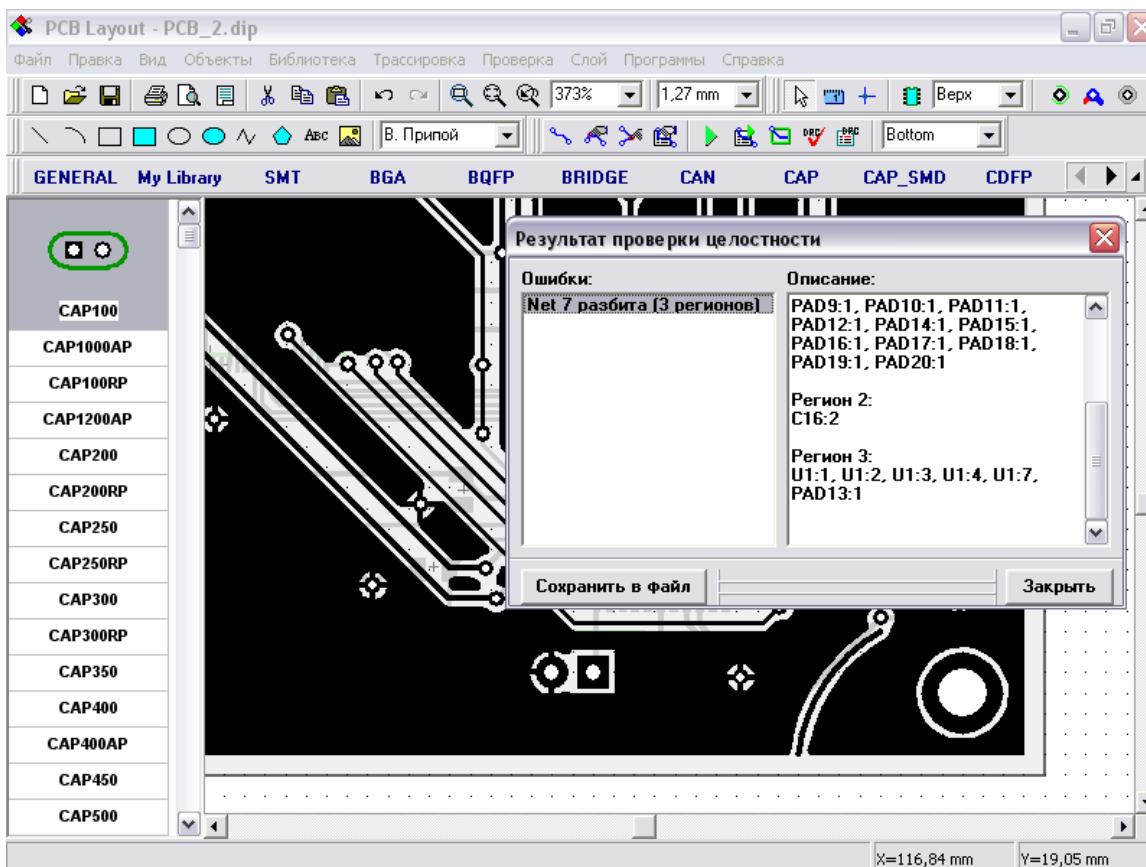 PCB Layout - PCB_2.dip
Файл Правка Вид Объекты Библиотека Трассировка Проверка Слой Программы Справка
373% 1,27 mm Верх
ABC В. Припой DRC DRC Bottom
GENERAL My Library SMT BGA BQFP BRIDGE CAN CAP CAP_SMD CDFP
CAP100
CAP1000AP
CAP100RP
CAP1200AP
CAP200
CAP200RP
CAP250
CAP250RP
CAP300
CAP300RP
CAP350
CAP400
CAP400AP
CAP450
CAP500
Результат проверки целостности
Ошибки:
Net 7 разбита (3 регионов)
Описание:
PAD9:1, PAD10:1, PAD11:1,
PAD12:1, PAD14:1, PAD15:1,
PAD16:1, PAD17:1, PAD18:1,
PAD19:1, PAD20:1
Регион 2:
C16:2
Регион 3:
U1:1, U1:2, U1:3, U1:4, U1:7,
PAD13:1
Сохранить в файл
Закрыть
X=116,84 mm Y=19,05 mm